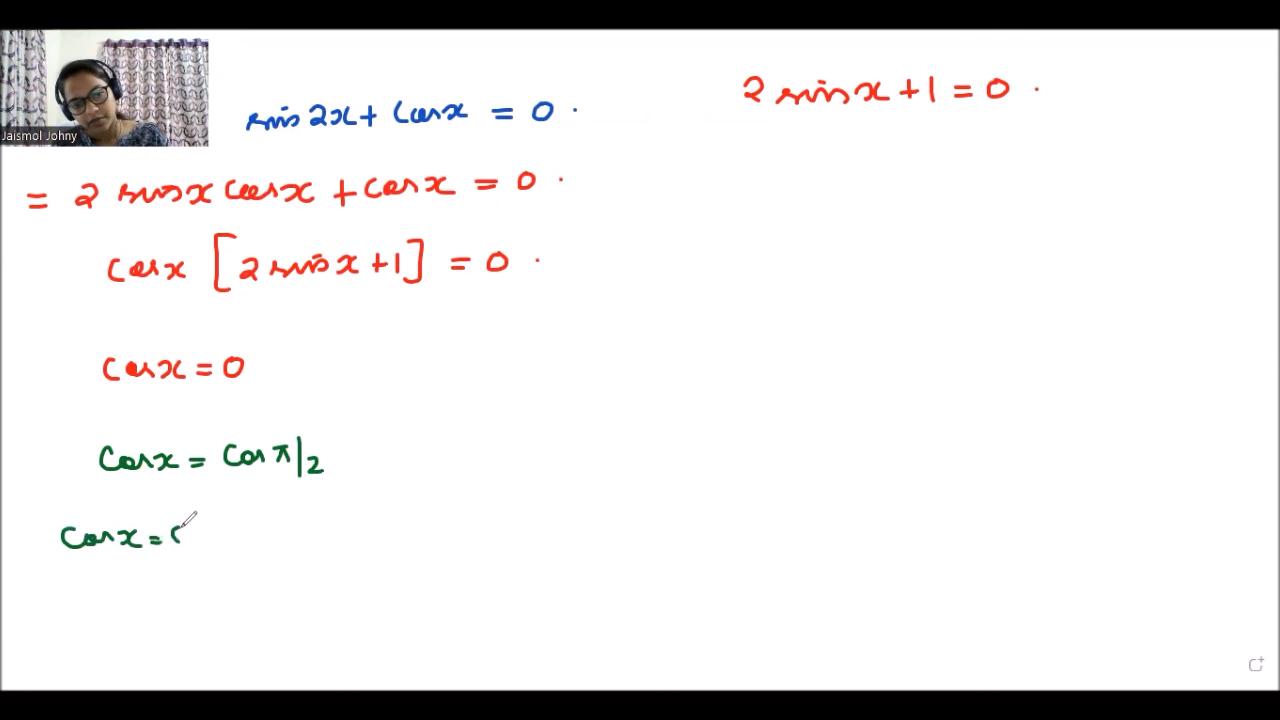 Jaismol Johny
sin 2x + cos x = 0 .
= 2 sin x cos x + cos x = 0 .
cos x [2 sin x + 1] = 0 .
cos x = 0
cos x = cos π/2
cos x = c
2 sin x + 1 = 0 .